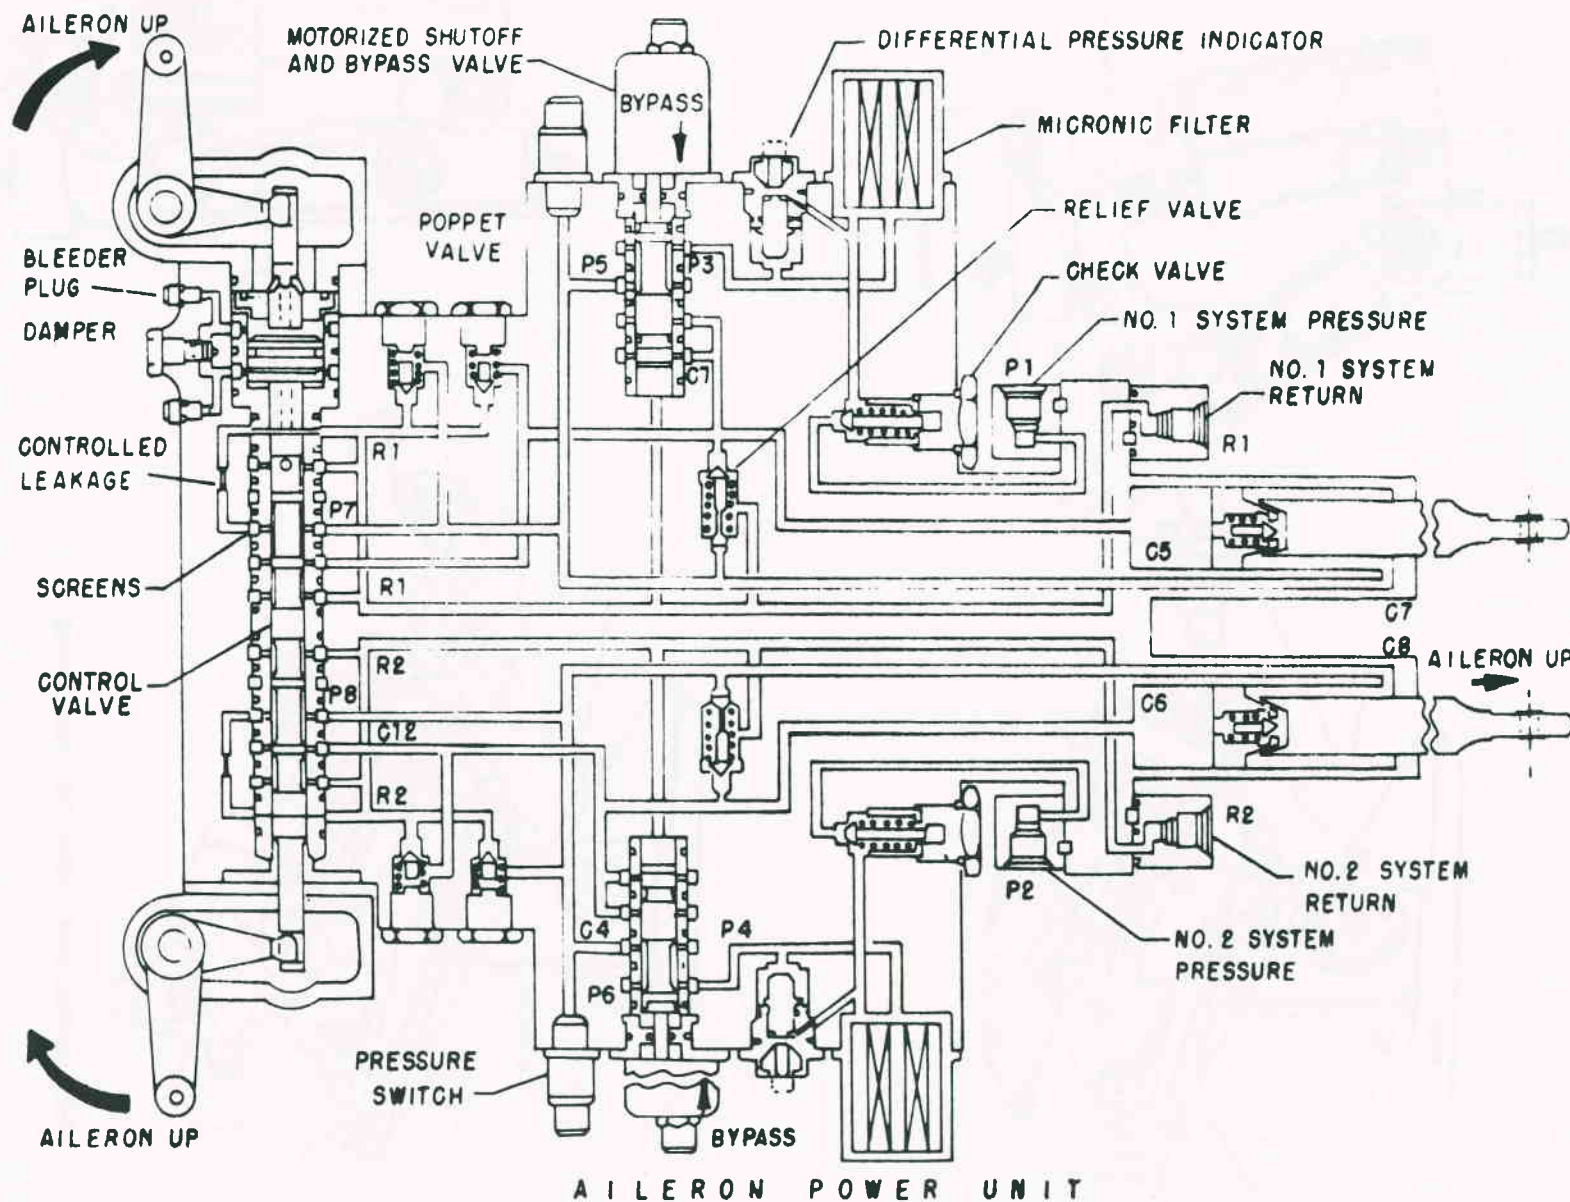 AILERON UP
MOTORIZED SHUTOFF
AND BYPASS VALVE
BYPASS
DIFFERENTIAL PRESSURE INDICATOR
MICRONIC FILTER
RELIEF VALVE
POPPET
VALVE
P5
P3
CHECK VALVE
BLEEDER
PLUG
DAMPER
NO. 1 SYSTEM PRESSURE
P1
NO. 1 SYSTEM
RETURN
C7
R1
R1
CONTROLLED
LEAKAGE
P7
C5
SCREENS
R1
C7
C8
R2
AILERON UP
CONTROL
VALVE
P8
C6
C12
R2
R2
P2
NO. 2 SYSTEM
RETURN
C4
P4
NO. 2 SYSTEM
PRESSURE
P6
PRESSURE
SWITCH
AILERON UP
BYPASS
AILERON POWER UNIT